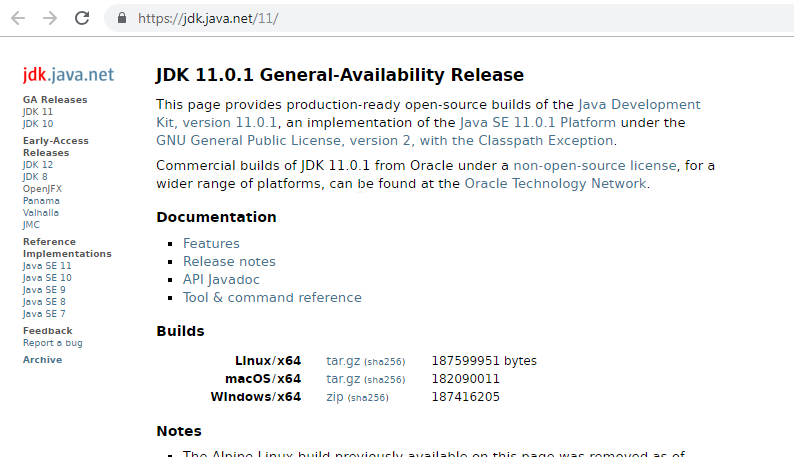 https://jdk.java.net/11/
jdk.java.net
GA Releases
JDK 11
JDK 10
Early-Access
Releases
JDK 12
JDK 8
OpenJFX
Panama
Valhalla
JMC
Reference
Implementations
Java SE 11
Java SE 10
Java SE 9
Java SE 8
Java SE 7
Feedback
Report a bug
Archive
JDK 11.0.1 General-Availability Release
This page provides production-ready open-source builds of the Java Development
Kit, version 11.0.1, an implementation of the Java SE 11.0.1 Platform under the
GNU General Public License, version 2, with the Classpath Exception.
Commercial builds of JDK 11.0.1 from Oracle under a non-open-source license, for a
wider range of platforms, can be found at the Oracle Technology Network.
Documentation
Features
Release notes
API Javadoc
Tool & command reference
Builds
Linux/x64 tar.gz (sha256) 187599951 bytes
macOS/x64 tar.gz (sha256) 182090011
Windows/x64 zip (sha256) 187416205
Notes
The Alpine Linux build previously available on this page was removed as of